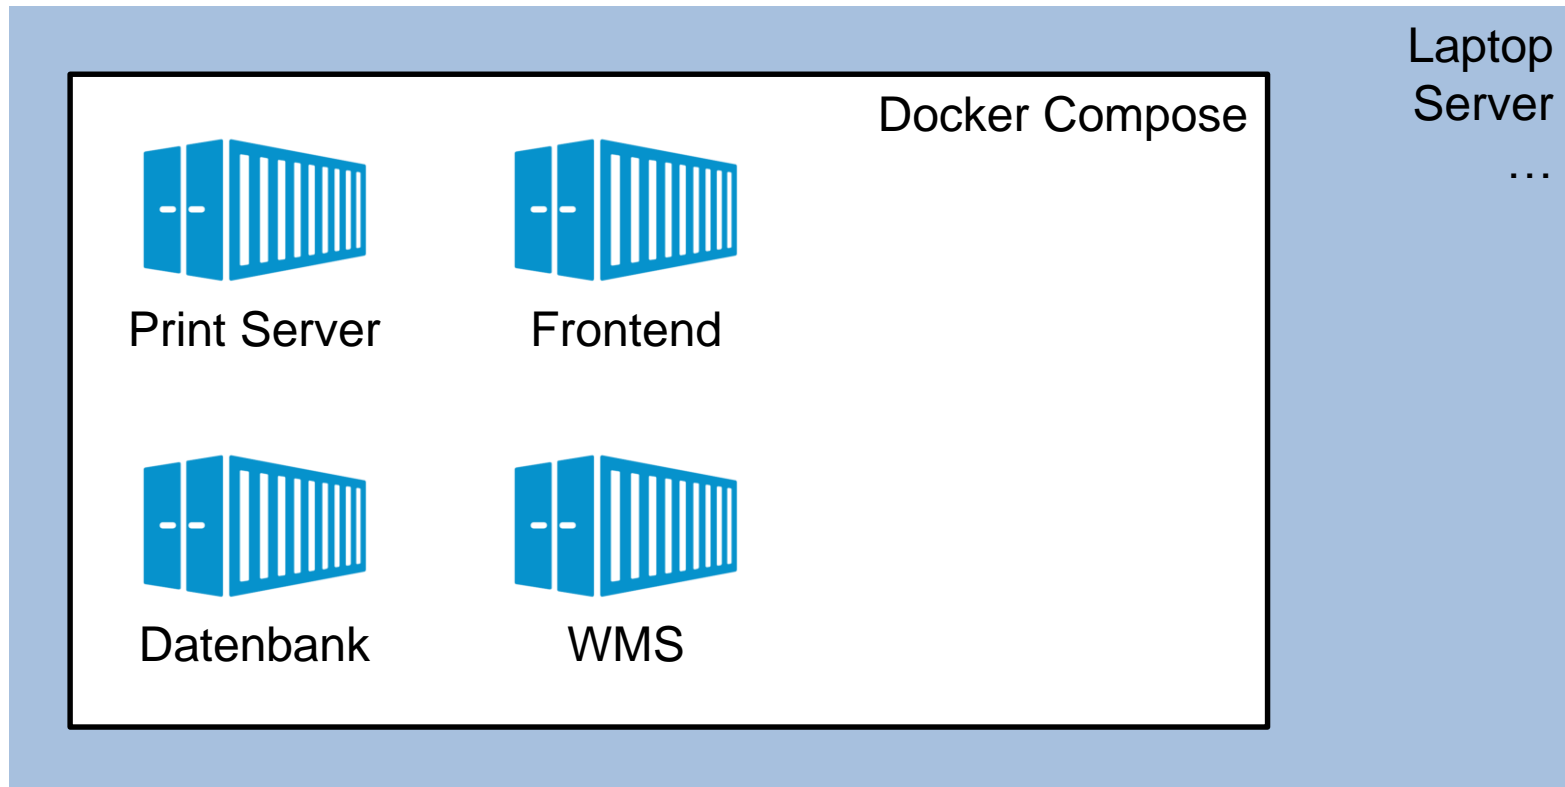 Laptop
Server
…
Docker Compose
Print Server
Frontend
Datenbank
WMS